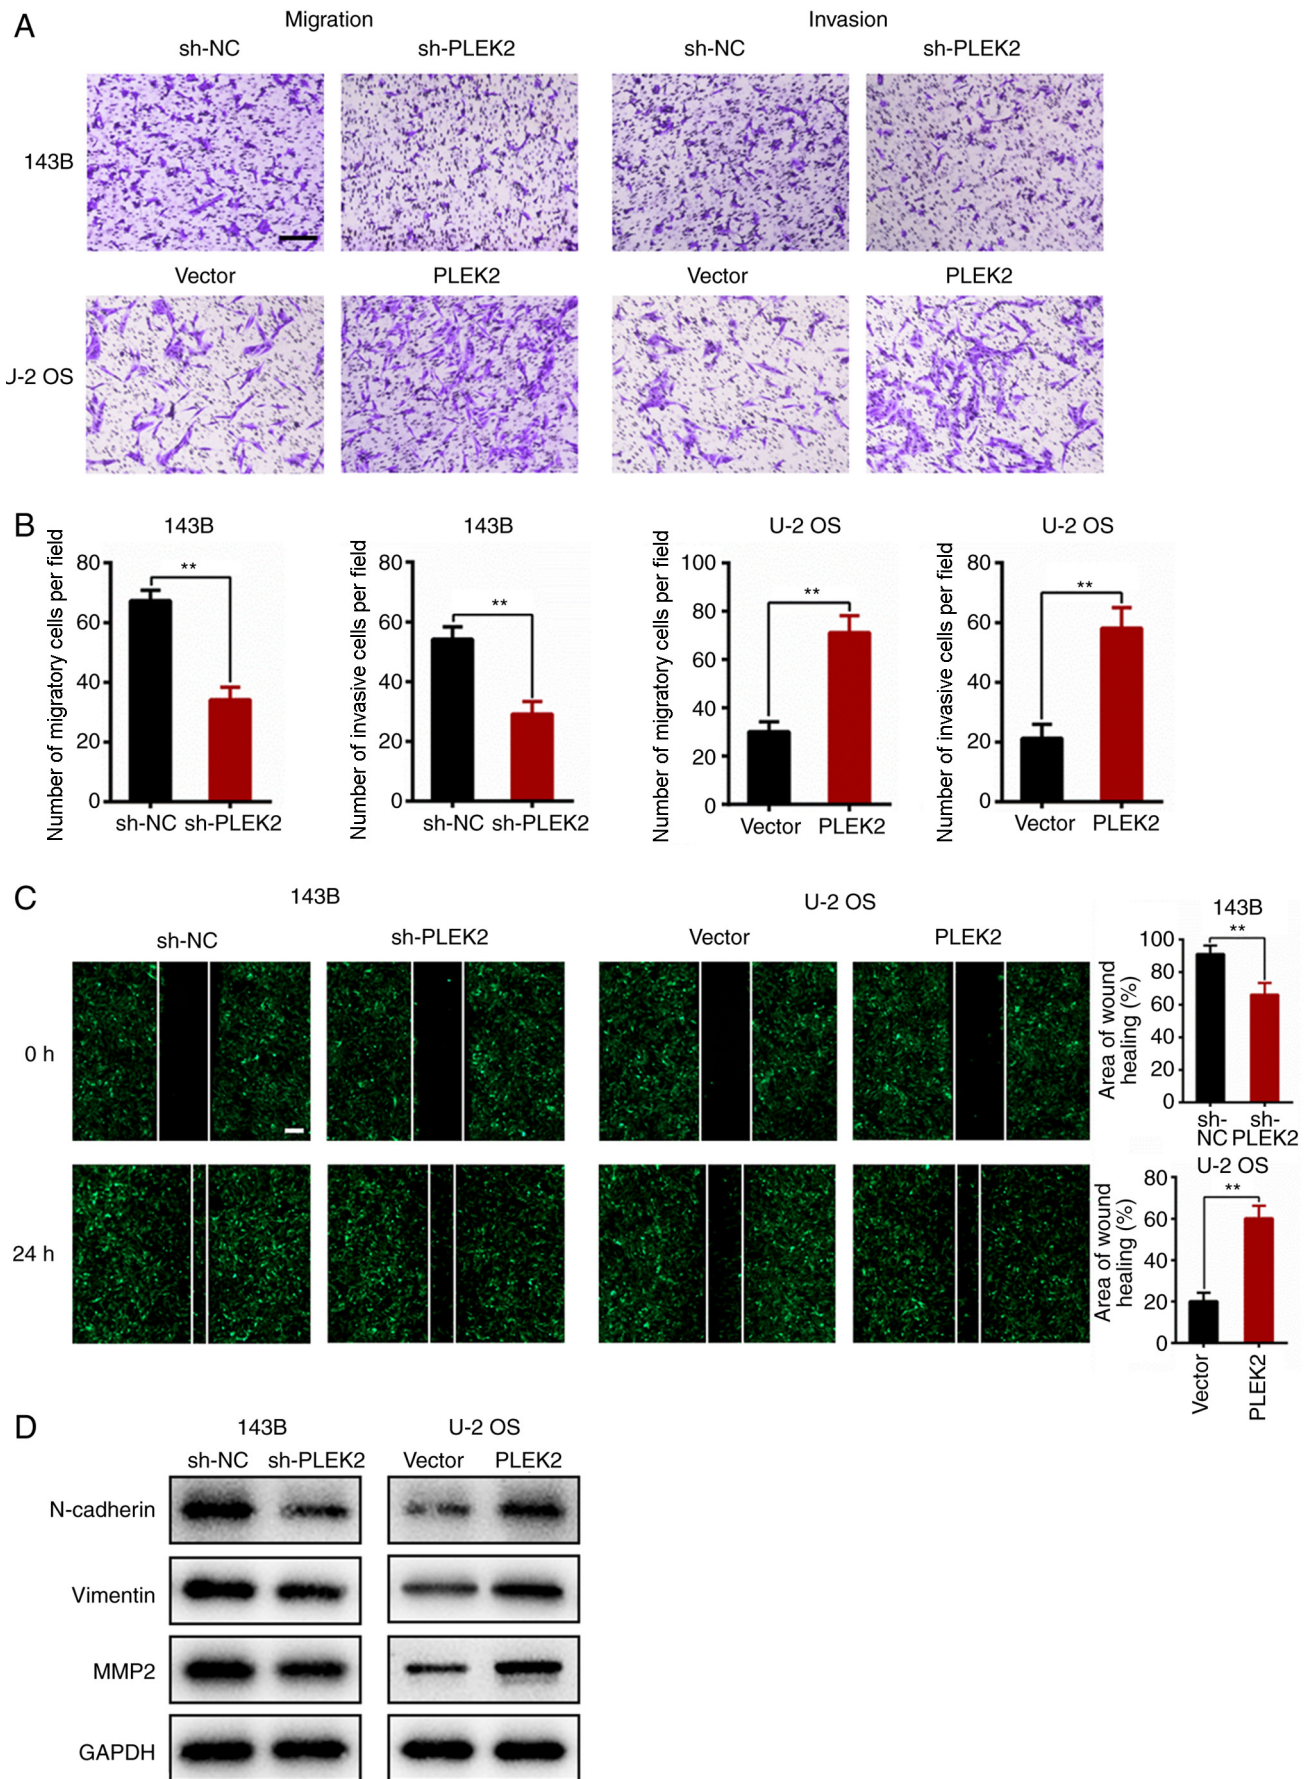 A
Migration Invasion
sh-NC sh-PLEK2 sh-NC sh-PLEK2
143B
Vector PLEK2 Vector PLEK2
J-2 OS
B
143B 143B U-2 OS U-2 OS
Number of migratory cells per field
80
60
40
20
0
**
sh-NC sh-PLEK2
Number of invasive cells per field
80
60
40
20
0
**
sh-NC sh-PLEK2
Number of migratory cells per field
100
80
60
40
20
0
**
Vector PLEK2
Number of invasive cells per field
80
60
40
20
0
**
Vector PLEK2
C
143B U-2 OS
sh-NC sh-PLEK2 Vector PLEK2
0 h
24 h
143B
Area of wound
healing (%)
100
80
60
40
20
0
**
sh- sh-
NC PLEK2
U-2 OS
Area of wound
healing (%)
80
60
40
20
0
**
Vector
PLEK2
D
143B U-2 OS
sh-NC sh-PLEK2 Vector PLEK2
N-cadherin
Vimentin
MMP2
GAPDH